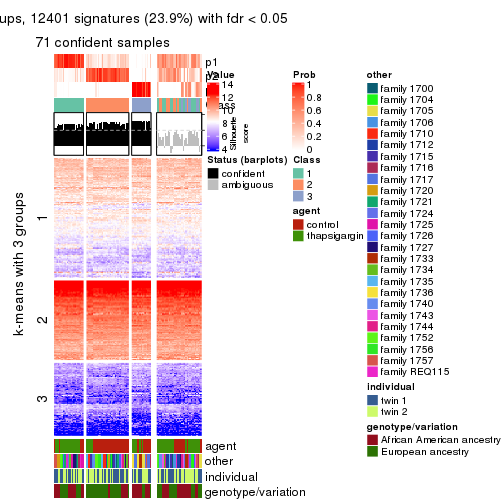 ups, 12401 signatures (23.9%) with fdr < 0.05
71 confident samples
p1
p2
Class
Silhouette score
k-means with 3 groups
1
2
3
agent
other
individual
genotype/variation
Value
14
12
10
8
6
4
Status (barplots)
confident
ambiguous
Prob
1
0.8
0.6
0.4
0.2
0
Class
1
2
3
agent
control
thapsigargin
other
family 1700
family 1704
family 1705
family 1706
family 1710
family 1712
family 1715
family 1716
family 1717
family 1720
family 1721
family 1724
family 1725
family 1726
family 1727
family 1733
family 1734
family 1735
family 1736
family 1740
family 1743
family 1744
family 1752
family 1756
family 1757
family REQ115
individual
twin 1
twin 2
genotype/variation
African American ancestry
European ancestry